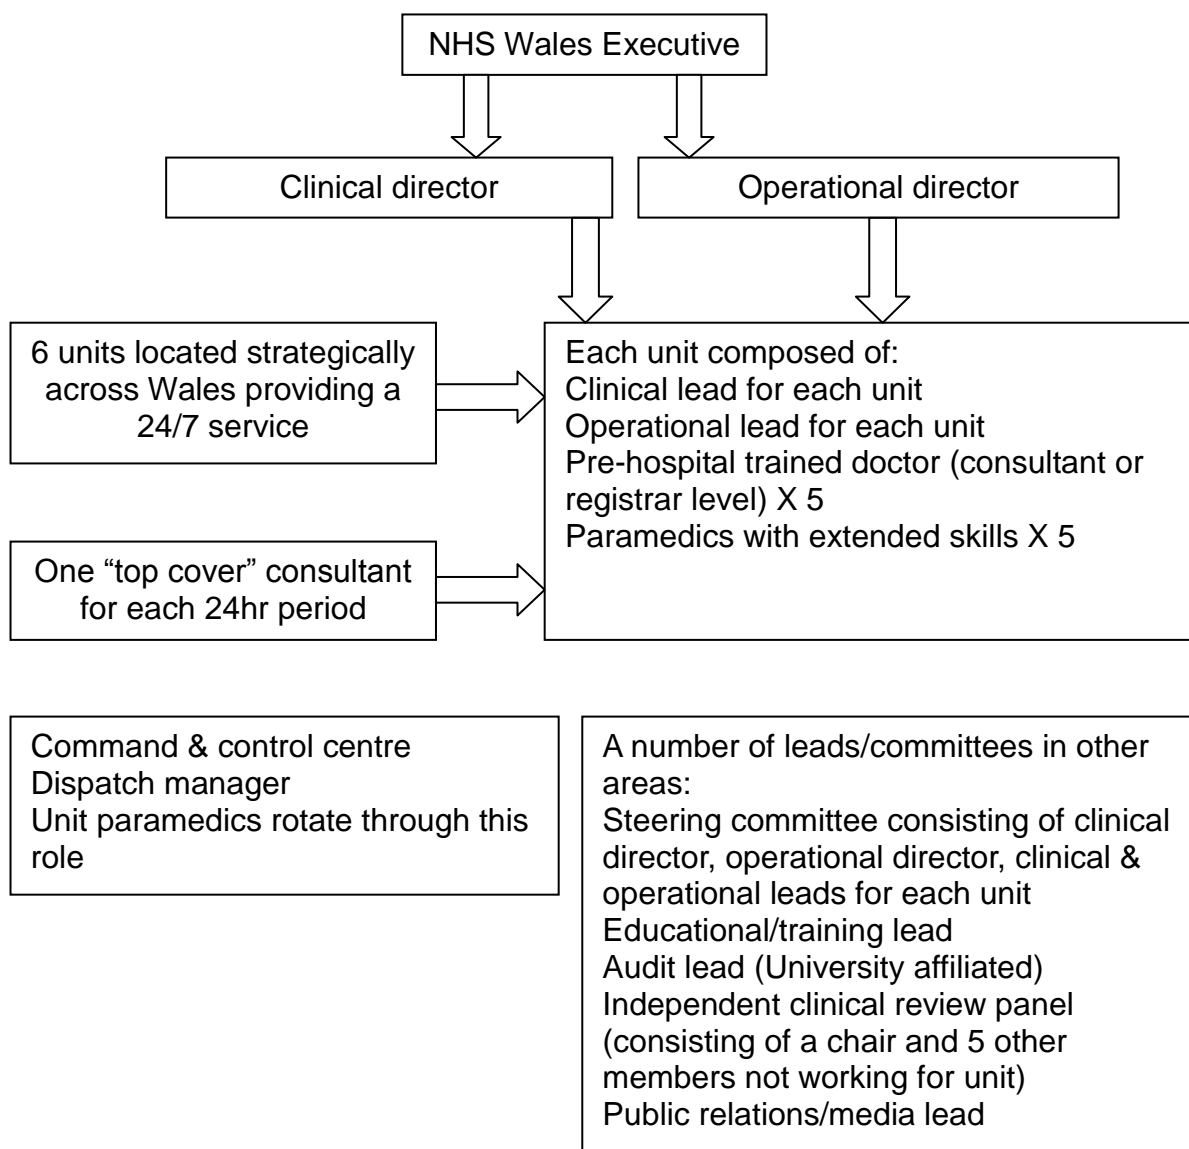 NHS Wales Executive
Clinical director
Operational director
6 units located strategically
across Wales providing a
24/7 service
Each unit composed of:
Clinical lead for each unit
Operational lead for each unit
Pre-hospital trained doctor (consultant or
registrar level) X 5
Paramedics with extended skills X 5
One “top cover” consultant
for each 24hr period
Command & control centre
Dispatch manager
Unit paramedics rotate through this
role
A number of leads/committees in other
areas:
Steering committee consisting of clinical
director, operational director, clinical &
operational leads for each unit
Educational/training lead
Audit lead (University affiliated)
Independent clinical review panel
(consisting of a chair and 5 other
members not working for unit)
Public relations/media lead